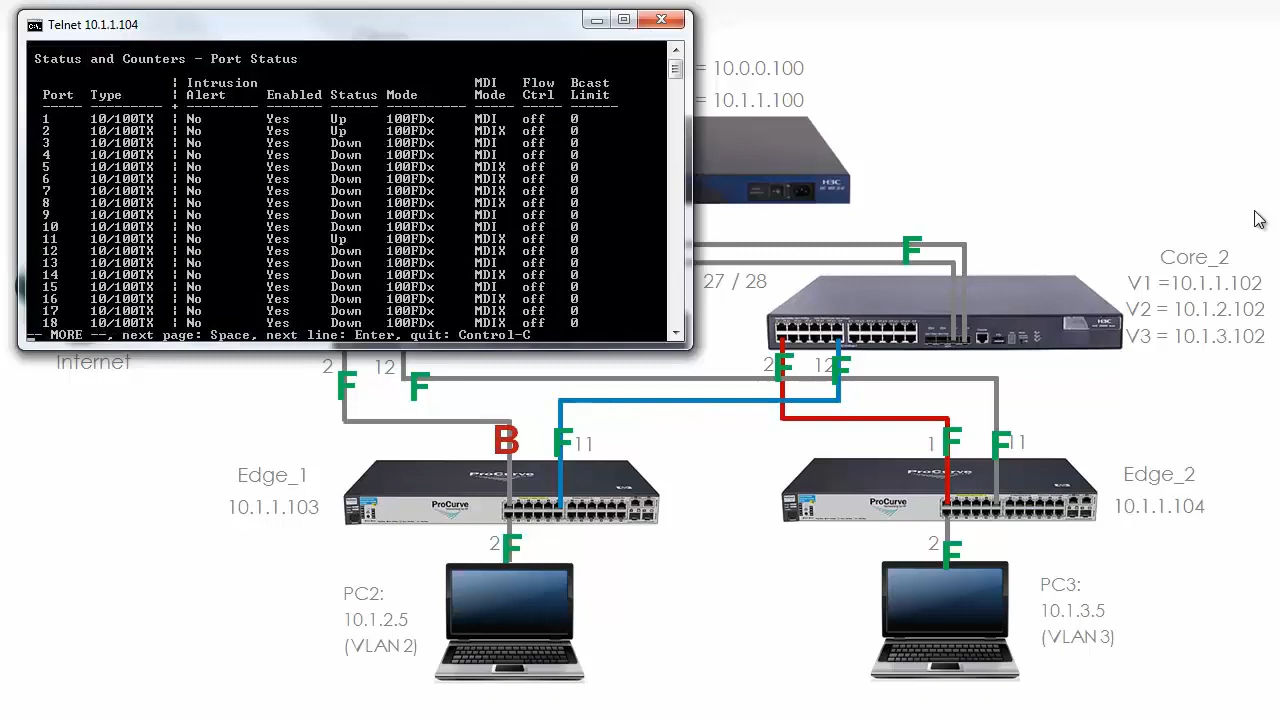 Telnet 10.1.1.104
Status and Counters - Port Status
| Intrusion MDI Flow Bcast
Port Type | Alert Enabled Status Mode Mode Ctrl Limit
----- --------- + --------- ------- ------ ---------- ----- ----- ------
1 10/100TX | No Yes Up 100FDx MDI off 0
2 10/100TX | No Yes Up 100FDx MDIX off 0
3 10/100TX | No Yes Down 100FDx MDI off 0
4 10/100TX | No Yes Down 100FDx MDI off 0
5 10/100TX | No Yes Down 100FDx MDIX off 0
6 10/100TX | No Yes Down 100FDx MDIX off 0
7 10/100TX | No Yes Down 100FDx MDIX off 0
8 10/100TX | No Yes Down 100FDx MDIX off 0
9 10/100TX | No Yes Down 100FDx MDI off 0
10 10/100TX | No Yes Down 100FDx MDI off 0
11 10/100TX | No Yes Up 100FDx MDIX off 0
12 10/100TX | No Yes Down 100FDx MDIX off 0
13 10/100TX | No Yes Down 100FDx MDI off 0
14 10/100TX | No Yes Down 100FDx MDIX off 0
15 10/100TX | No Yes Down 100FDx MDI off 0
16 10/100TX | No Yes Down 100FDx MDIX off 0
17 10/100TX | No Yes Down 100FDx MDIX off 0
18 10/100TX | No Yes Down 100FDx MDIX off 0
-- MORE --, next page: Space, next line: Enter, quit: Control-C
= 10.0.0.100
= 10.1.1.100
H3C
F
27 / 28
Core_2
V1 =10.1.1.102
V2 = 10.1.2.102
V3 = 10.1.3.102
H3C
Internet
2 F 12 F
2 F 12 F
B F 11
1 F F 11
Edge_1
10.1.1.103
ProCurve
ProCurve
Edge_2
10.1.1.104
ProCurve
ProCurve
2 F
2 F
PC2:
10.1.2.5
(VLAN 2)
PC3:
10.1.3.5
(VLAN 3)